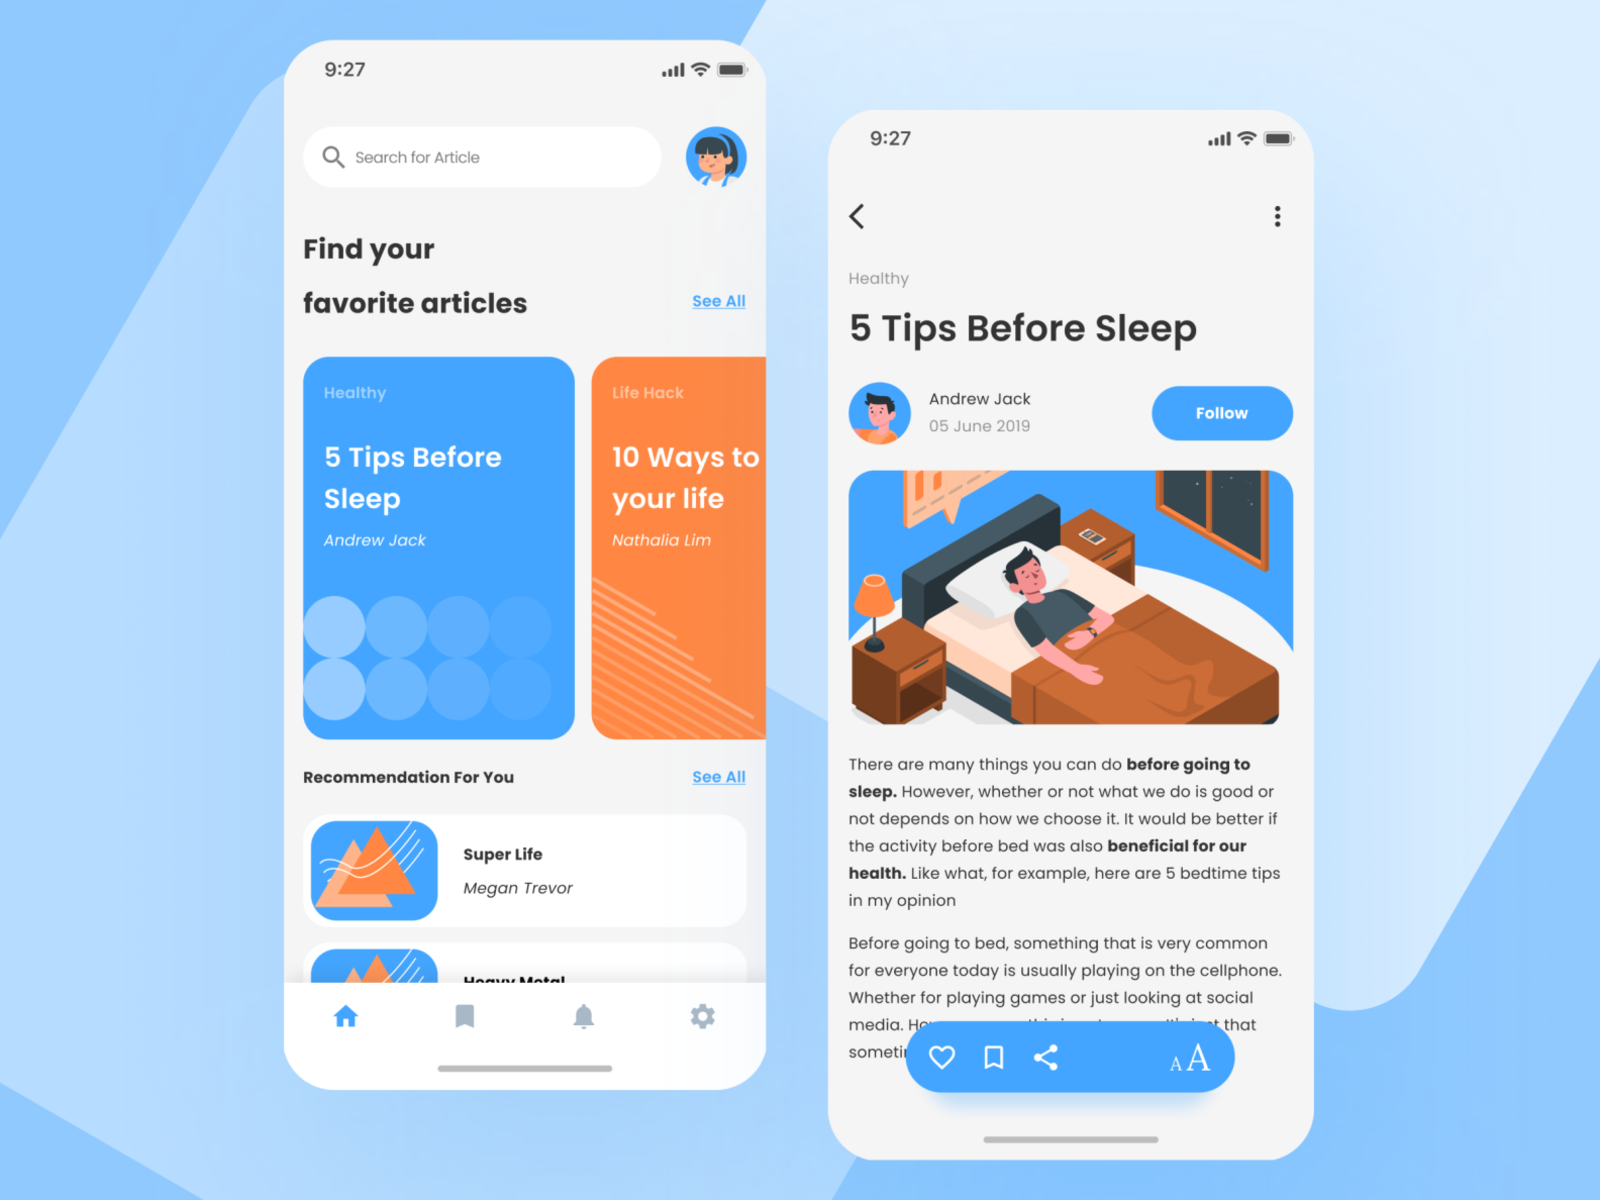 9:27
Search for Article
Find your
favorite articles
See All
Healthy
5 Tips Before
Sleep
Andrew Jack
Life Hack
10 Ways to
your life
Nathalia Lim
Recommendation For You
See All
Super Life
Megan Trevor
Heavy Metal
9:27
Healthy
5 Tips Before Sleep
Andrew Jack
05 June 2019
Follow
There are many things you can do before going to
sleep. However, whether or not what we do is good or
not depends on how we choose it. It would be better if
the activity before bed was also beneficial for our
health. Like what, for example, here are 5 bedtime tips
in my opinion
Before going to bed, something that is very common
for everyone today is usually playing on the cellphone.
Whether for playing games or just looking at social
media. that
AA